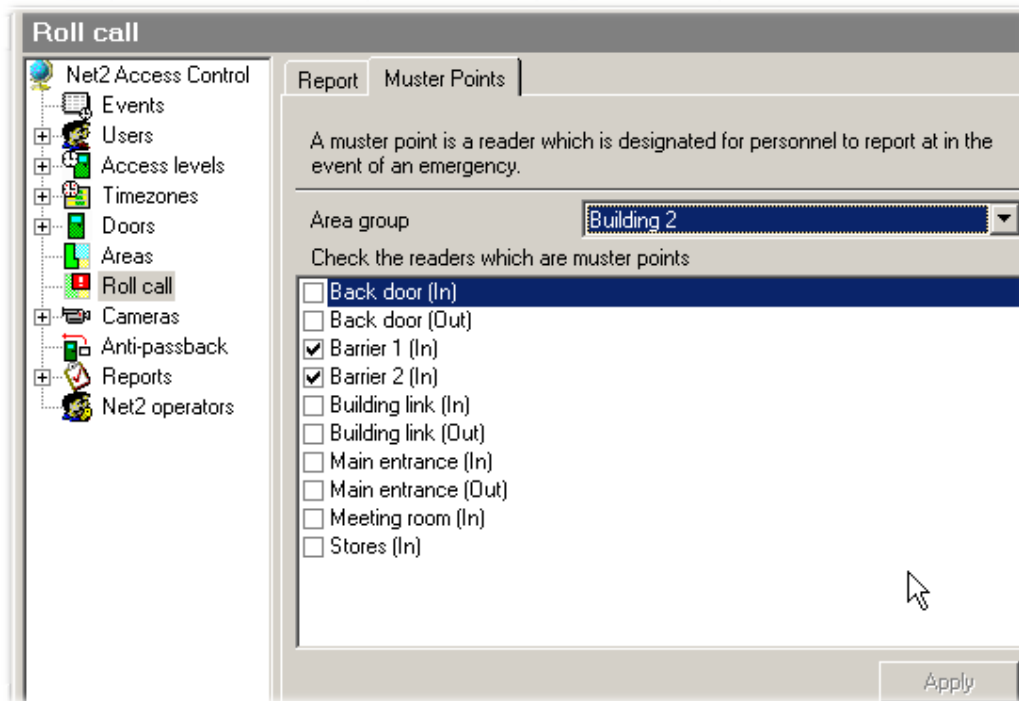 Roll call
Net2 Access Control
Events
Users
Access levels
Timezones
Doors
Areas
Roll call
Cameras
Anti-passback
Reports
Net2 operators
Report
Muster Points
A muster point is a reader which is designated for personnel to report at in the
event of an emergency.
Area group
Building 2
Check the readers which are muster points
Back door (In)
Back door (Out)
Barrier 1 (In)
Barrier 2 (In)
Building link (In)
Building link (Out)
Main entrance (In)
Main entrance (Out)
Meeting room (In)
Stores (In)
Apply